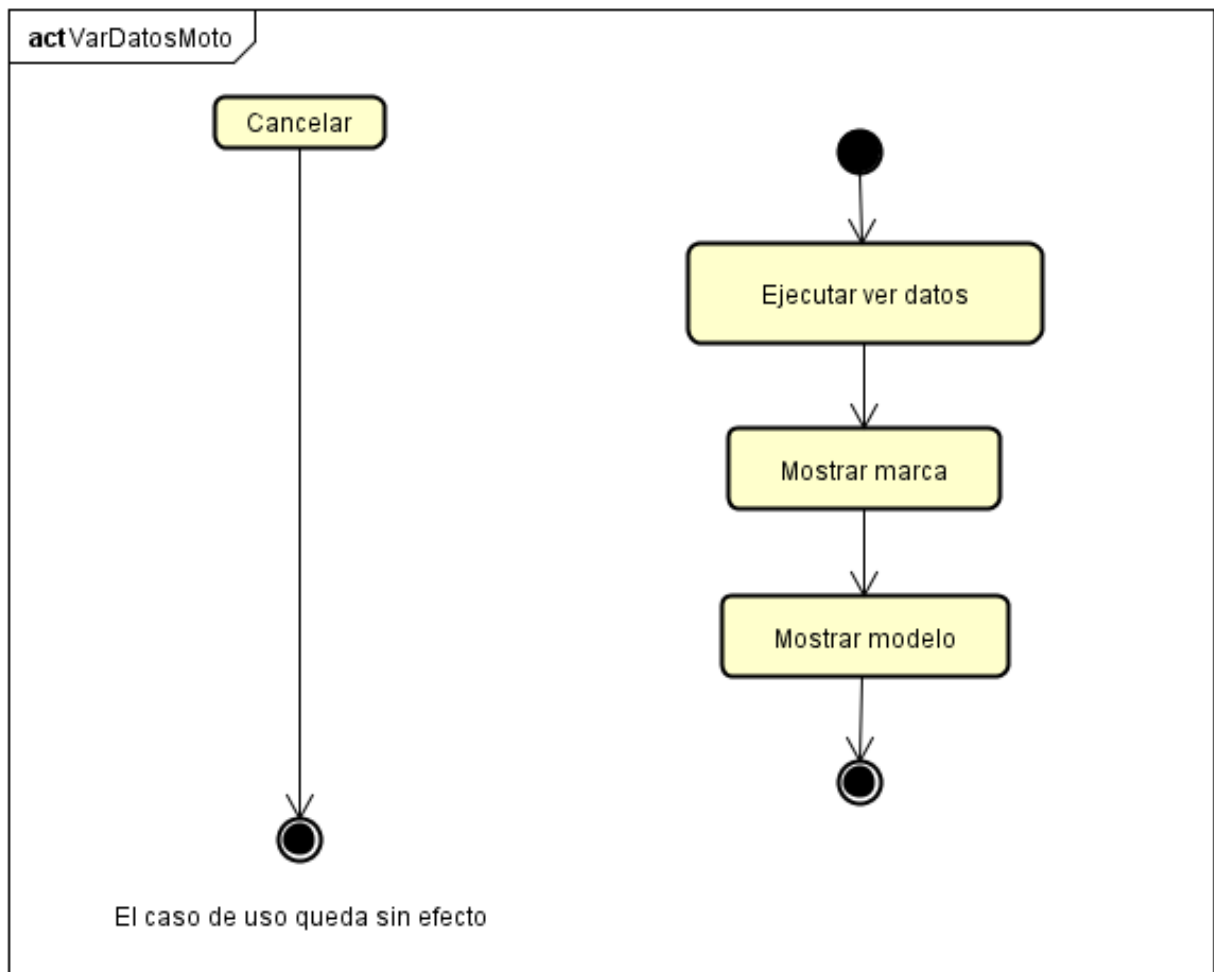 act VarDatosMoto
Cancelar
Ejecutar ver datos
Mostrar marca
Mostrar modelo
El caso de uso queda sin efecto